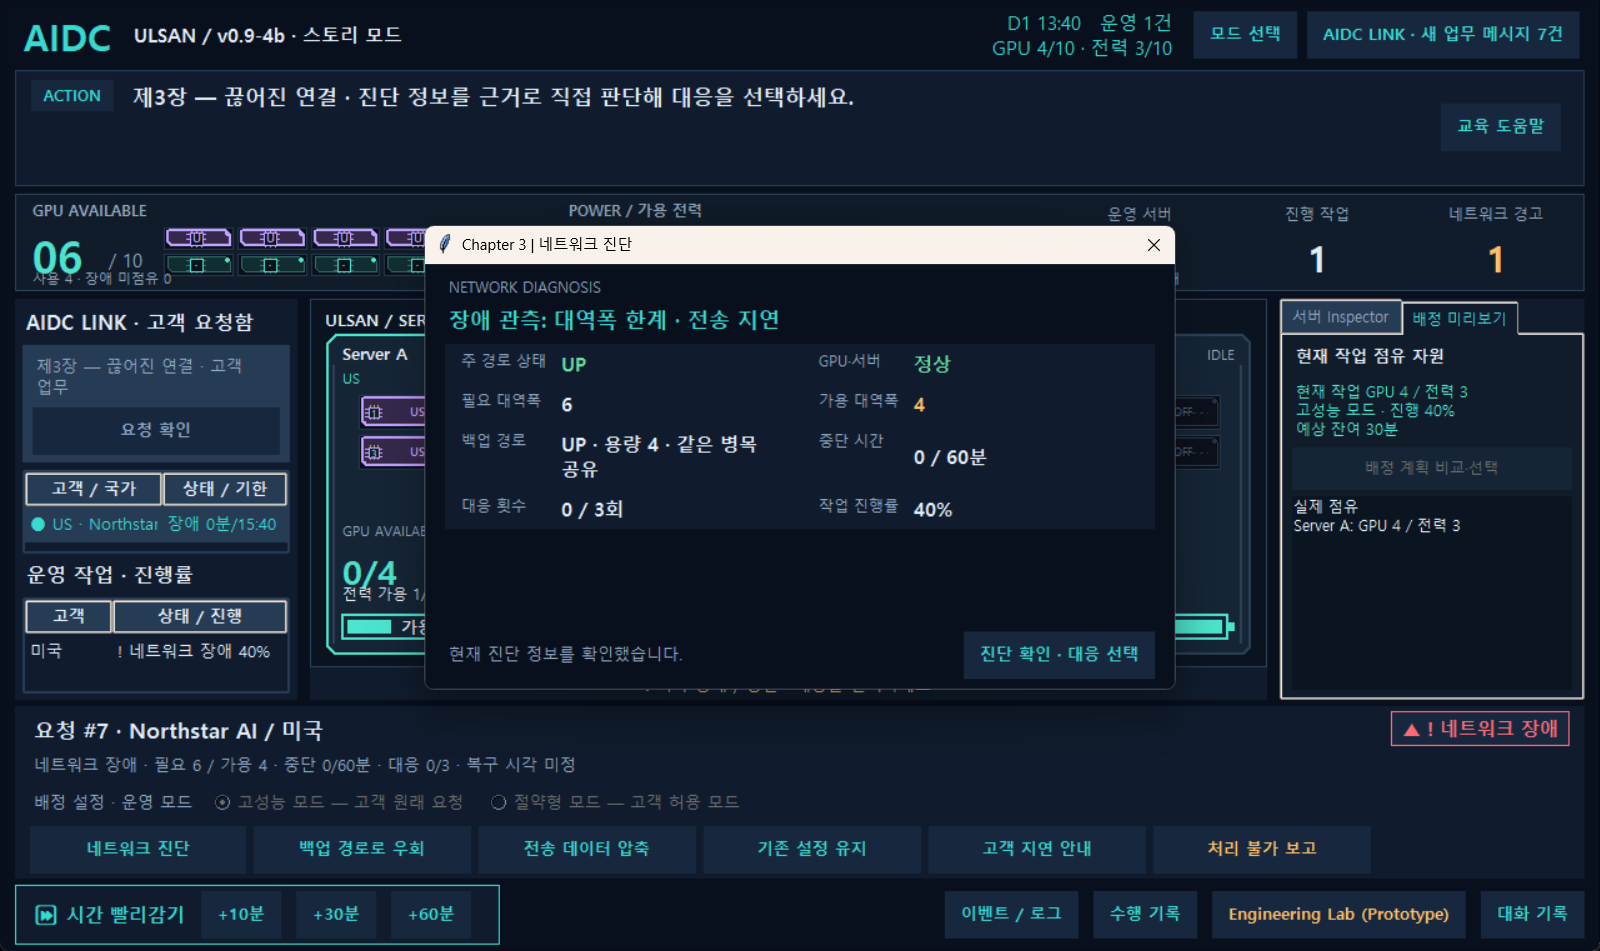 AIDC
ULSAN / v0.9-4b · 스토리 모드
D1 13:40 운영 1건
GPU 4/10 · 전력 3/10
모드 선택
AIDC LINK · 새 업무 메시지 7건
ACTION
제3장 — 끊어진 연결 · 진단 정보를 근거로 직접 판단해 대응을 선택하세요.
교육 도움말
GPU AVAILABLE
06 / 10
사용 4 · 장애 미점유 0
POWER / 가용 전력
운영 서버
진행 작업
1
네트워크 경고
1
AIDC LINK · 고객 요청함
제3장 — 끊어진 연결 · 고객
업무
요청 확인
고객 / 국가
상태 / 기한
US · Northstar 장애 0분/15:40
운영 작업 · 진행률
고객
상태 / 진행
미국 ! 네트워크 장애 40%
ULSAN / SER
Server A
US
1 US
3 US
GPU AVAILABLE
0/4
전력 가용 1/
가용
IDLE
OFF
OFF
Chapter 3 | 네트워크 진단
NETWORK DIAGNOSIS
장애 관측: 대역폭 한계 · 전송 지연
주 경로 상태 UP
GPU·서버 정상
필요 대역폭 6
가용 대역폭 4
백업 경로 UP · 용량 4 · 같은 병목
공유
중단 시간 0 / 60분
대응 횟수 0 / 3회
작업 진행률 40%
현재 진단 정보를 확인했습니다.
진단 확인 · 대응 선택
서버 Inspector
배정 미리보기
현재 작업 점유 자원
현재 작업 GPU 4 / 전력 3
고성능 모드 · 진행 40%
예상 잔여 30분
배정 계획 비교·선택
실제 점유
Server A: GPU 4 / 전력 3
요청 #7 · Northstar AI / 미국
▲ ! 네트워크 장애
네트워크 장애 · 필요 6 / 가용 4 · 중단 0/60분 · 대응 0/3 · 복구 시각 미정
배정 설정 · 운영 모드
고성능 모드 — 고객 원래 요청
절약형 모드 — 고객 허용 모드
네트워크 진단
백업 경로로 우회
전송 데이터 압축
기존 설정 유지
고객 지연 안내
처리 불가 보고
시간 빨리감기
+10분
+30분
+60분
이벤트 / 로그
수행 기록
Engineering Lab (Prototype)
대화 기록